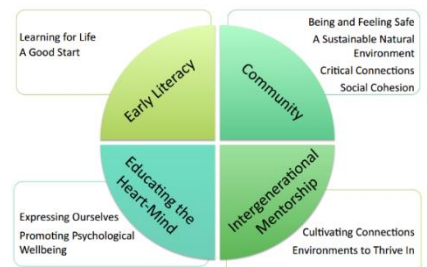 Learning for Life
A Good Start
Early Literacy
Being and Feeling Safe
A Sustainable Natural
Environment
Critical Connections
Social Cohesion
Community
Educating the
Heart-Mind
Expressing Ourselves
Promoting Psychological
Wellbeing
Intergenerational
Mentorship
Cultivating Connections
Environments to Thrive In